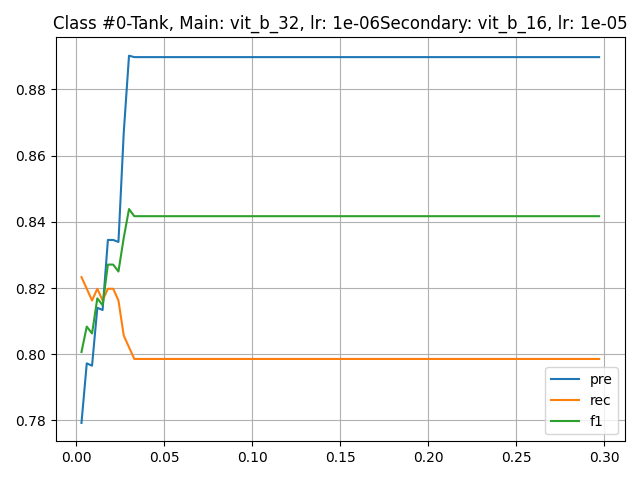 Class #0-Tank, Main: vit_b_32, lr: 1e-06Secondary: vit_b_16, lr: 1e-05
0.88
0.86
0.84
0.82
0.80
0.78
0.00 0.05 0.10 0.15 0.20 0.25 0.30
pre
rec
f1